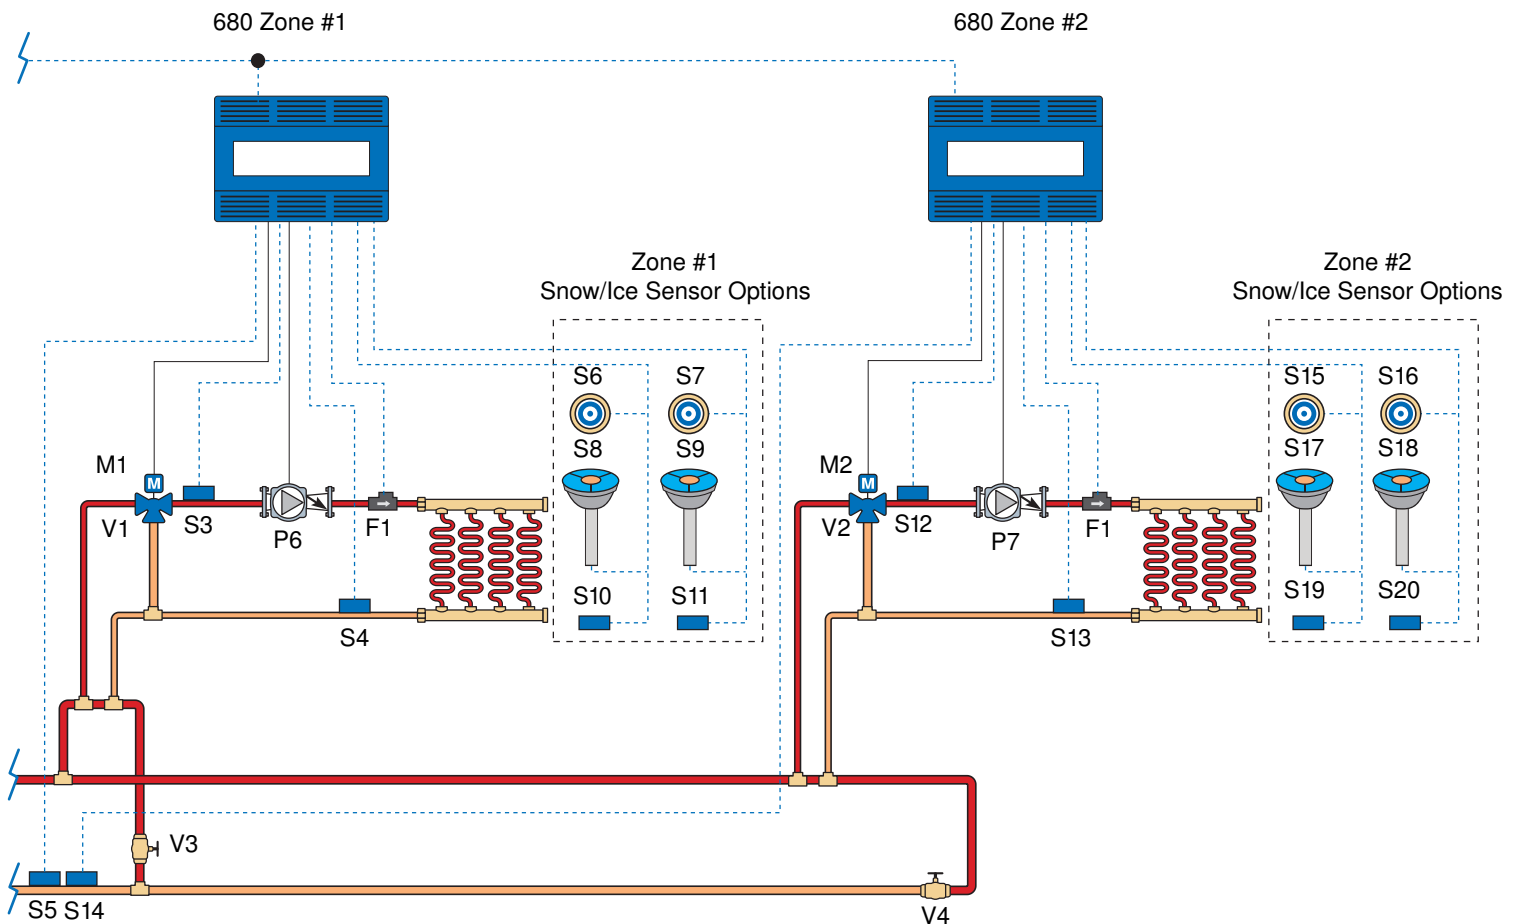 680 Zone #1
680 Zone #2
Zone #1
Snow/Ice Sensor Options
Zone #2
Snow/Ice Sensor Options
S6
S7
S15
S16
S8
S9
S17
S18
M1
M
M2
M
V1
S3
P6
F1
V2
S12
P7
F1
S10
S11
S19
S20
S4
S13
V3
S5
S14
V4